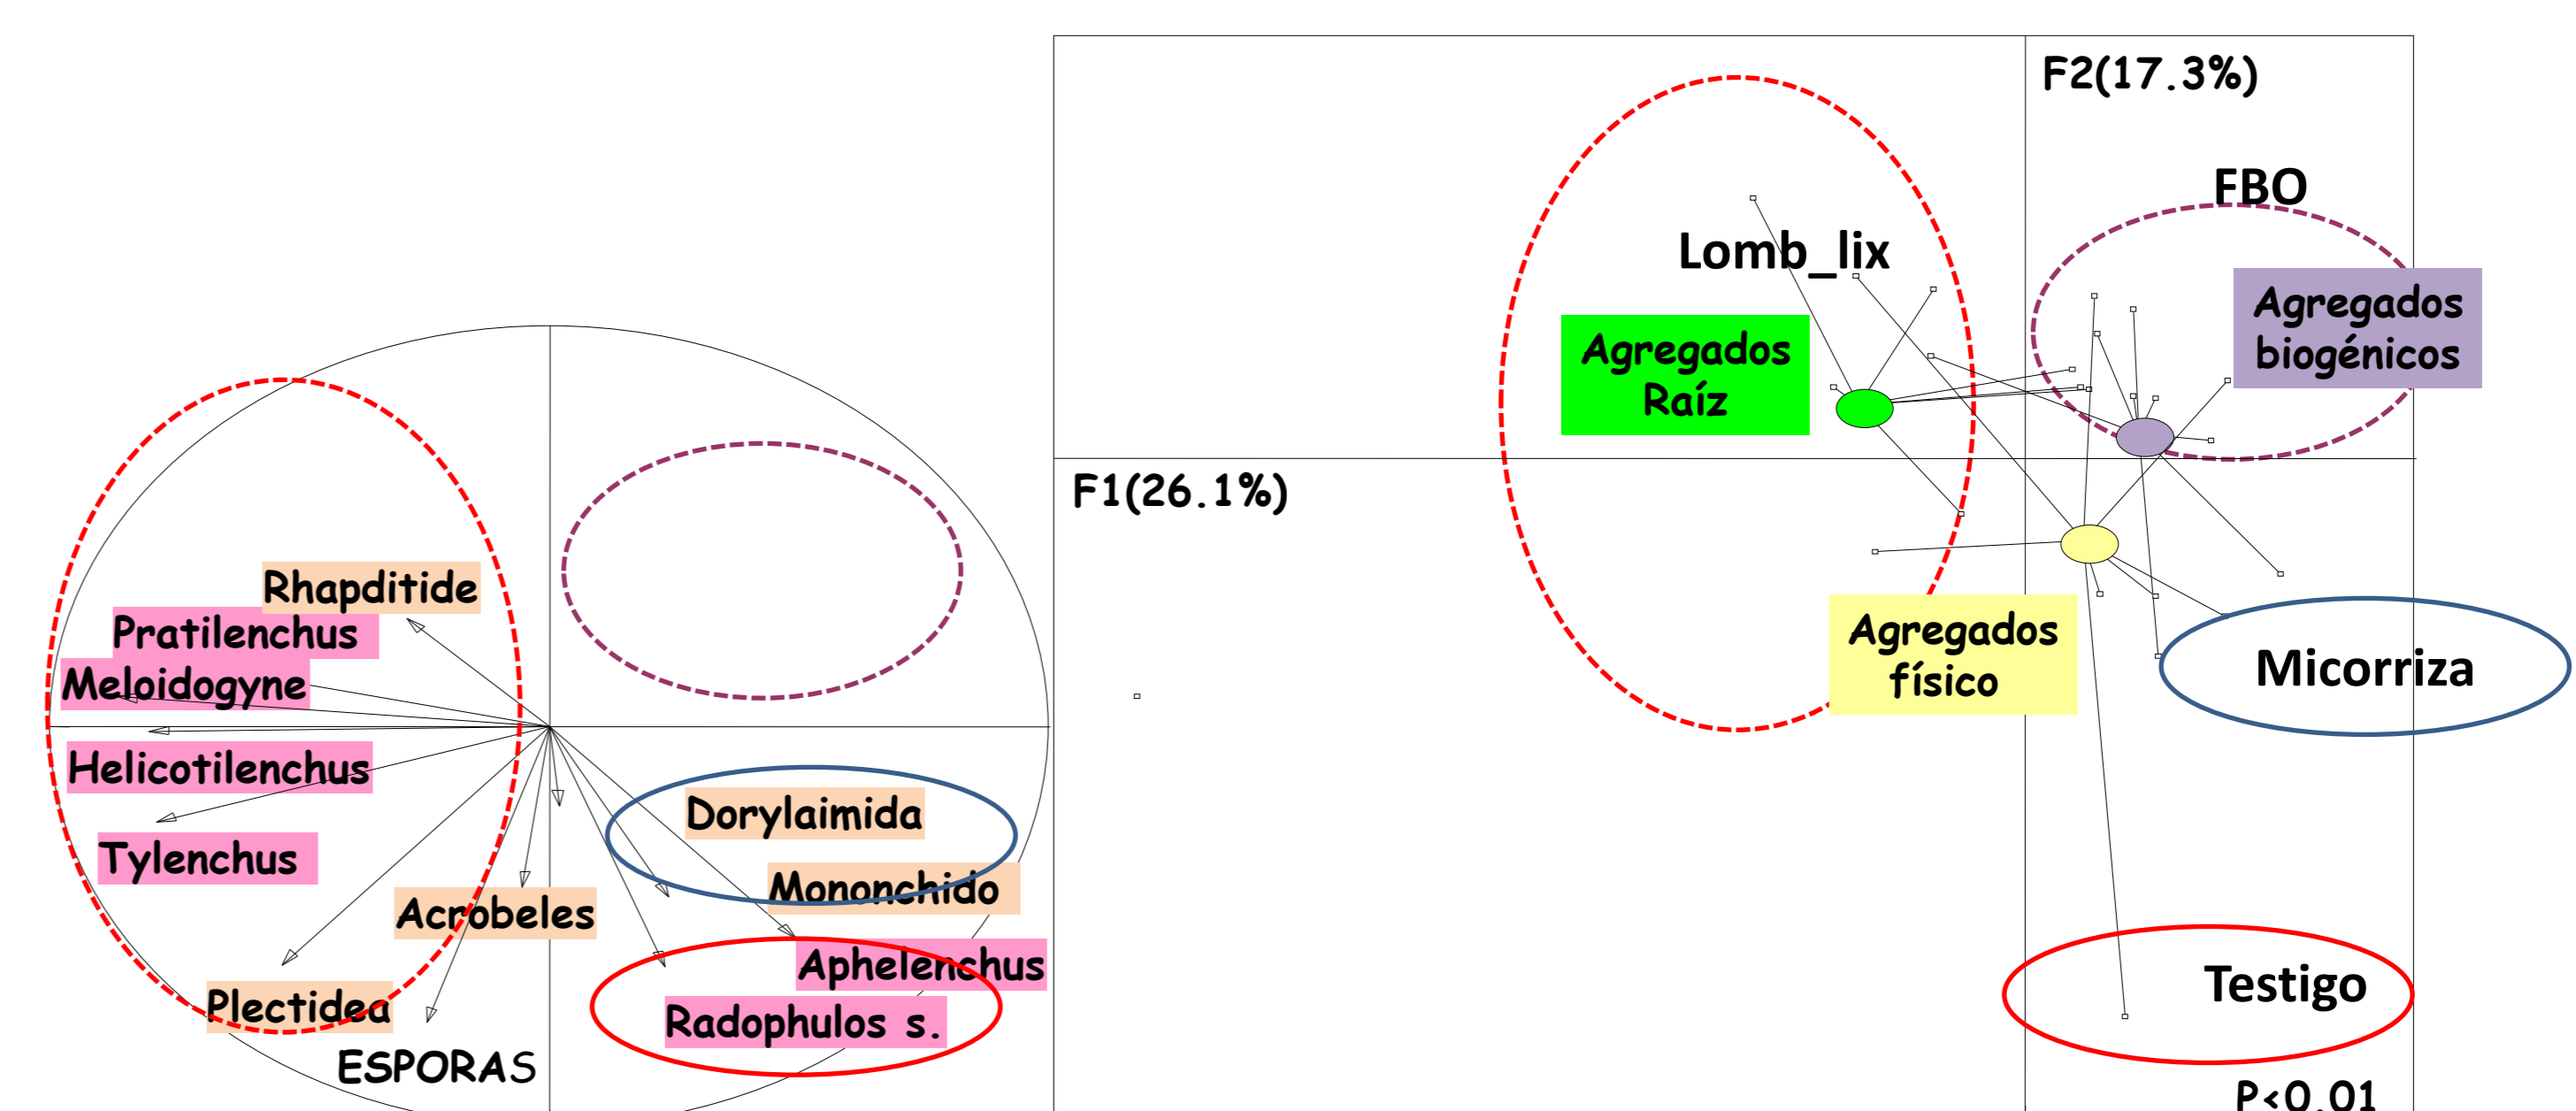 Rhapditide
Pratilenchus
Meloidogyne
Helicotilenchus
Tylenchus
Acrobeles
Plectidea
ESPORAS
Dorylaimida
Mononchido
Aphelenchus
Radophulos s.
F2(17.3%)
FBO
Lomb_lix
Agregados
biogénicos
Agregados
Raíz
F1(26.1%)
Agregados
físico
Micorriza
Testigo
P<0.01